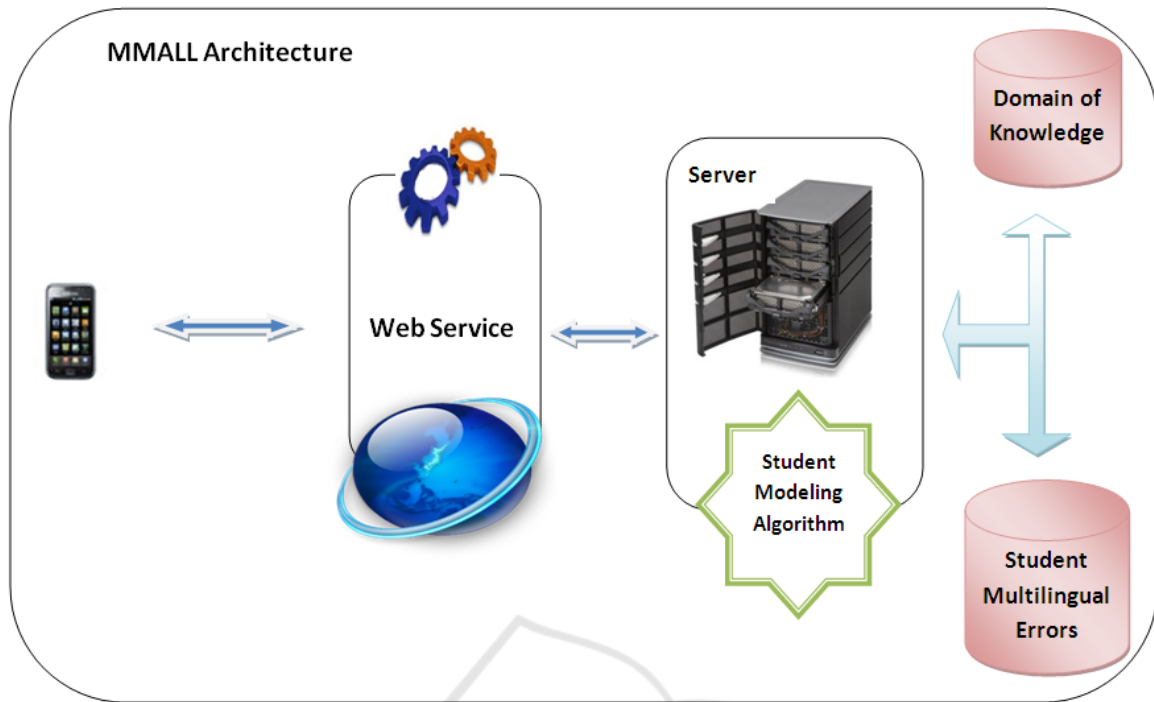 MMALL Architecture
Domain of
Knowledge
Server
Web Service
Student
Modeling
Algorithm
Student
Multilingual
Errors